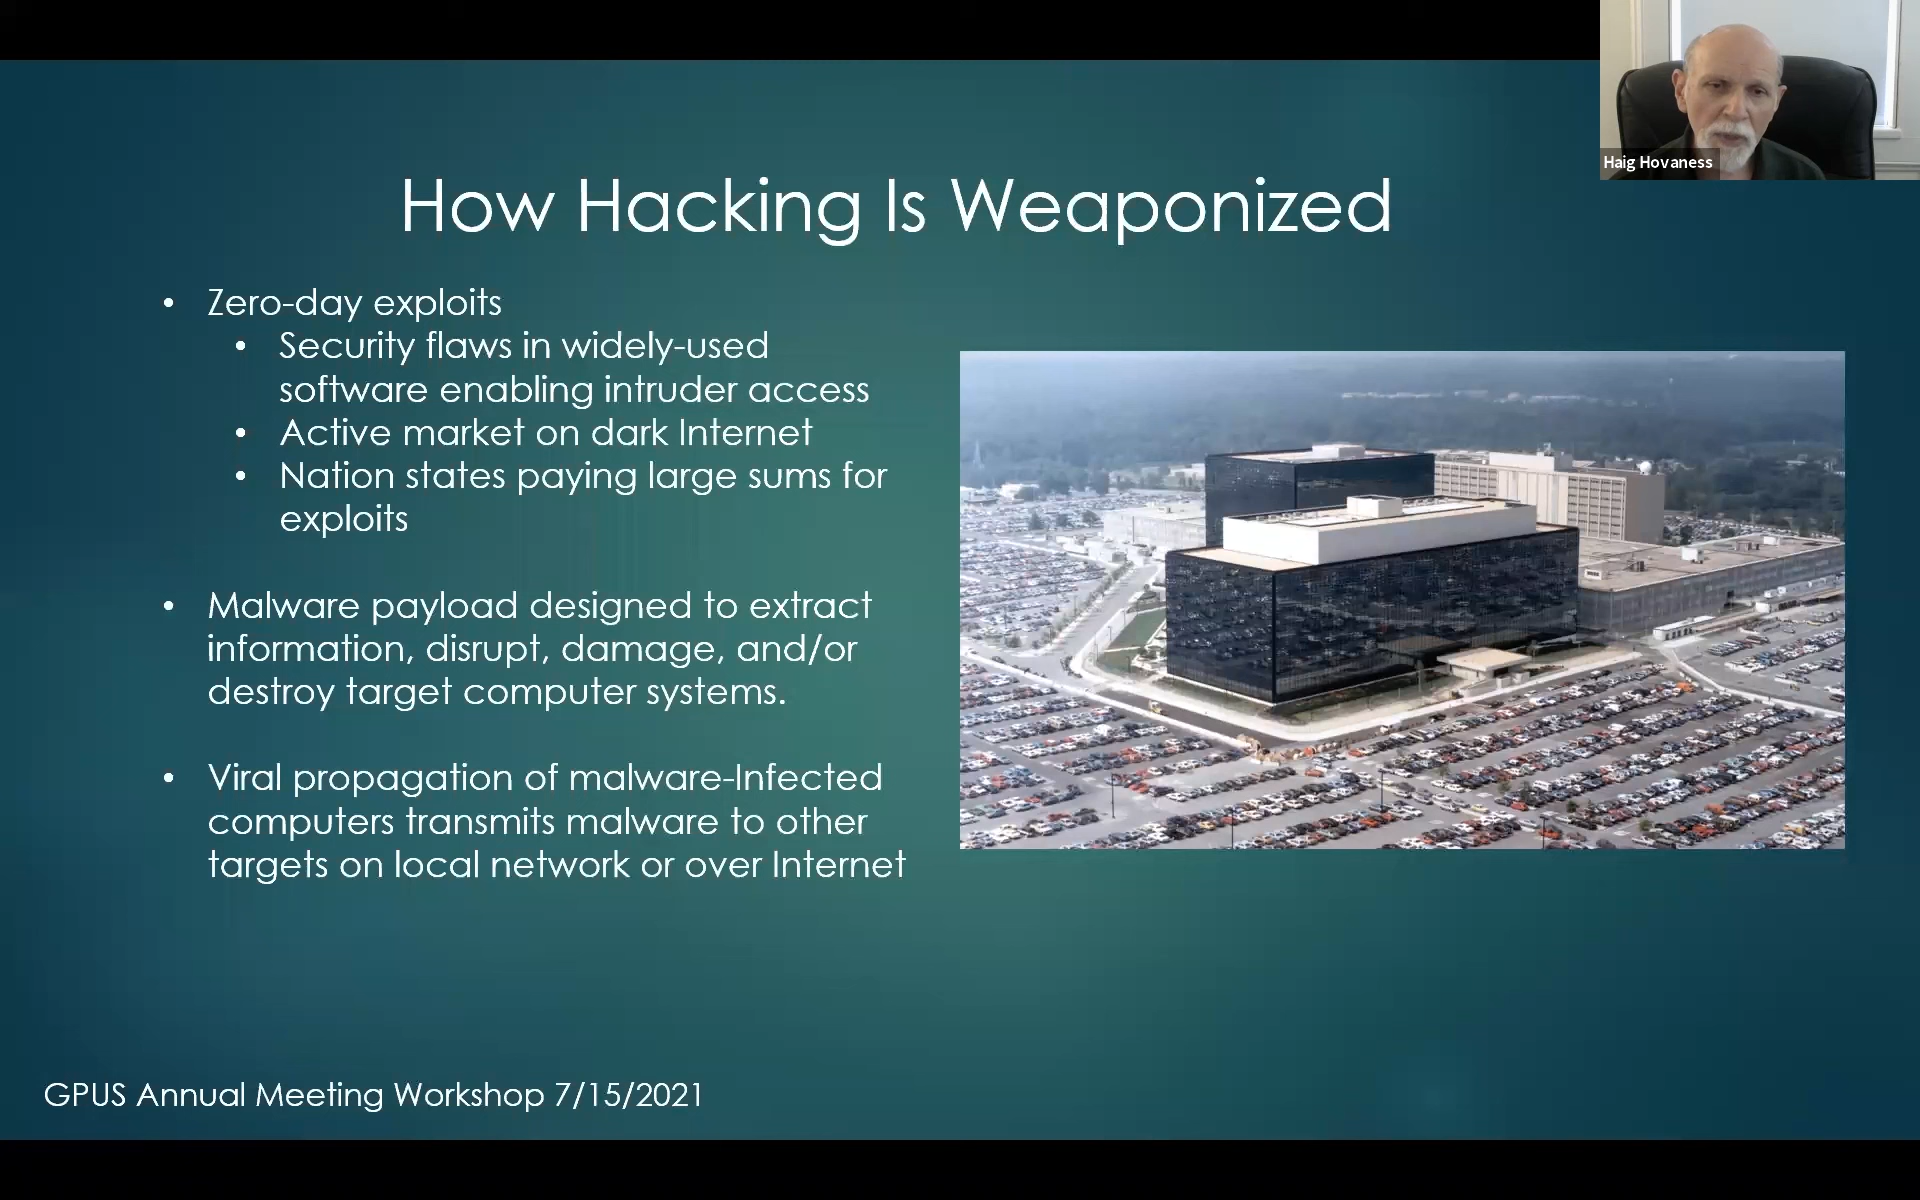 Haig Hovaness
How Hacking Is Weaponized
• Zero-day exploits
• Security flaws in widely-used
software enabling intruder access
• Active market on dark Internet
• Nation states paying large sums for
exploits
• Malware payload designed to extract
information, disrupt, damage, and/or
destroy target computer systems.
• Viral propagation of malware-Infected
computers transmits malware to other
targets on local network or over Internet
GPUS Annual Meeting Workshop 7/15/2021